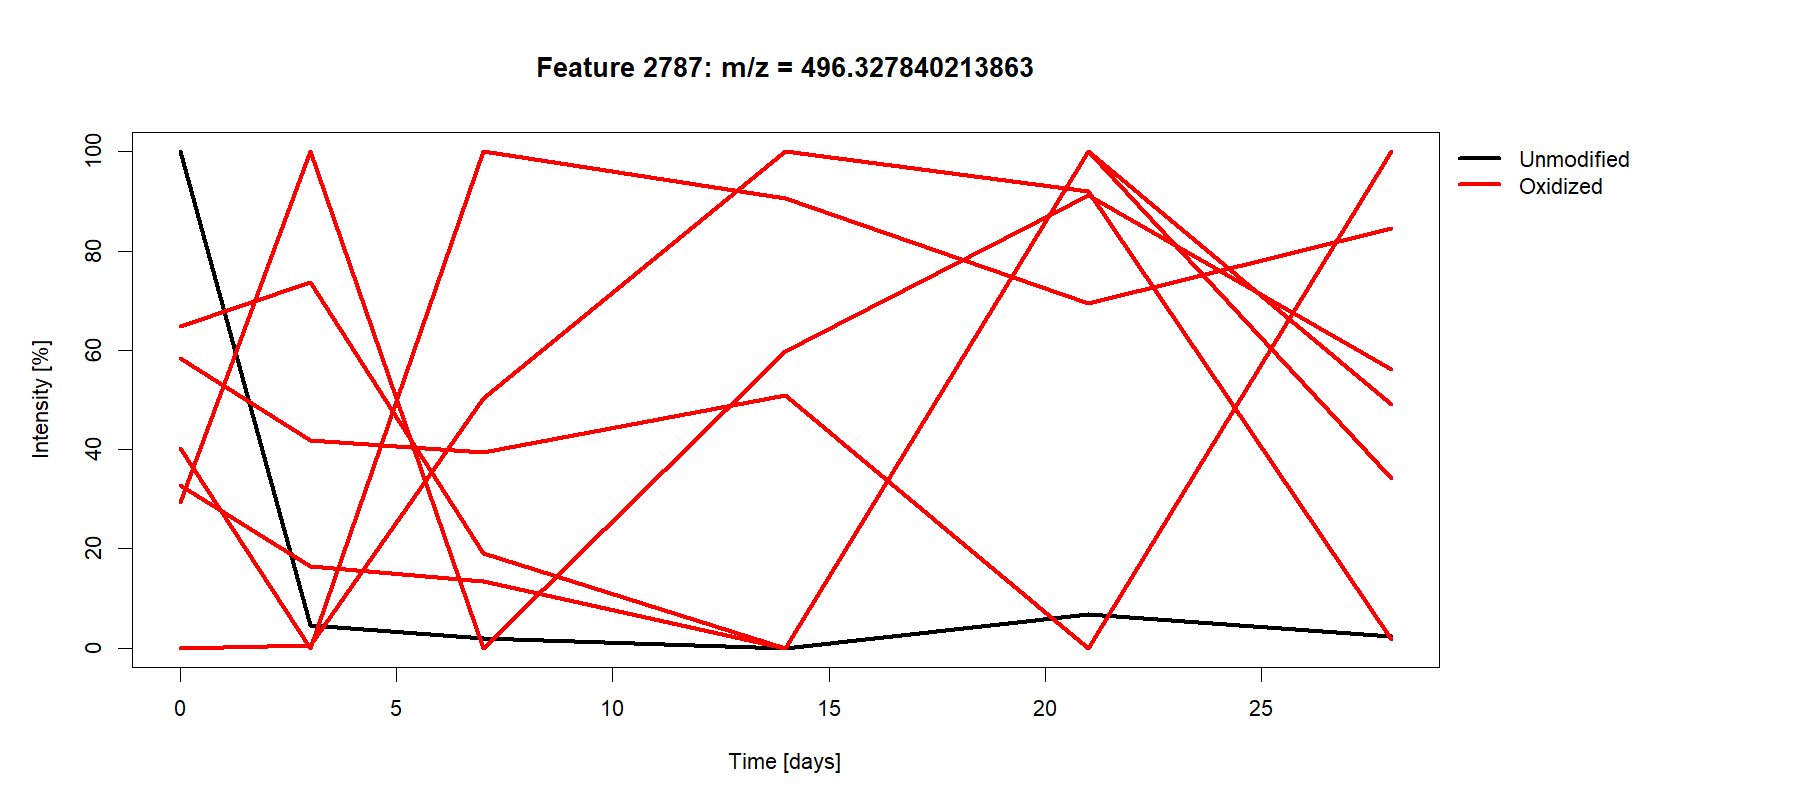 Feature 2787: m/z = 496.327840213863
Unmodified
Oxidized
Intensity [%]
100
80
60
40
20
0
0 5 10 15 20 25
Time [days]